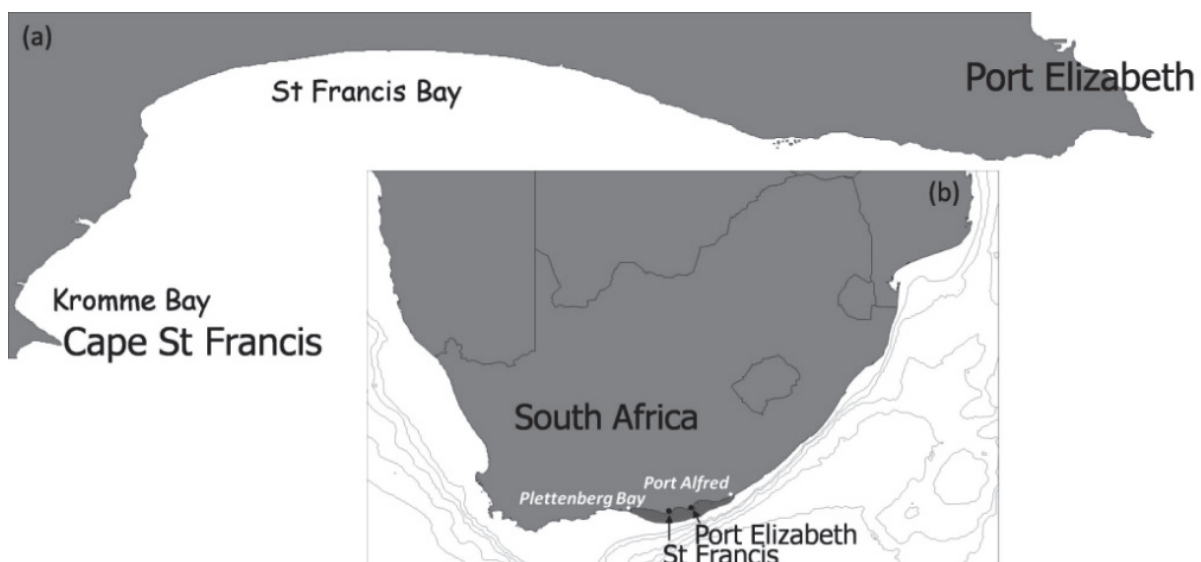 (a)
St Francis Bay
Port Elizabeth
Kromme Bay
Cape St Francis
(b)
South Africa
Port Alfred
Plettenberg Bay
Port Elizabeth
St Francis